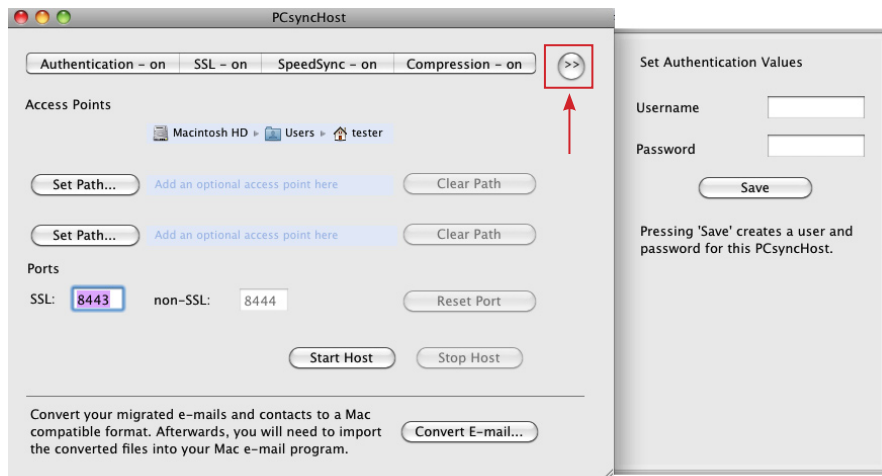 PCsyncHost
Authentication – on SSL – on SpeedSync – on Compression – on >>
Access Points
Macintosh HD ▸ Users ▸ tester
Set Path... Add an optional access point here Clear Path
Set Path... Add an optional access point here Clear Path
Ports
SSL: 8443 non-SSL: 8444 Reset Port
Start Host Stop Host
Convert your migrated e-mails and contacts to a Mac
compatible format. Afterwards, you will need to import
the converted files into your Mac e-mail program.
Convert E-mail...
Set Authentication Values
Username
Password
Save
Pressing 'Save' creates a user and
password for this PCsyncHost.